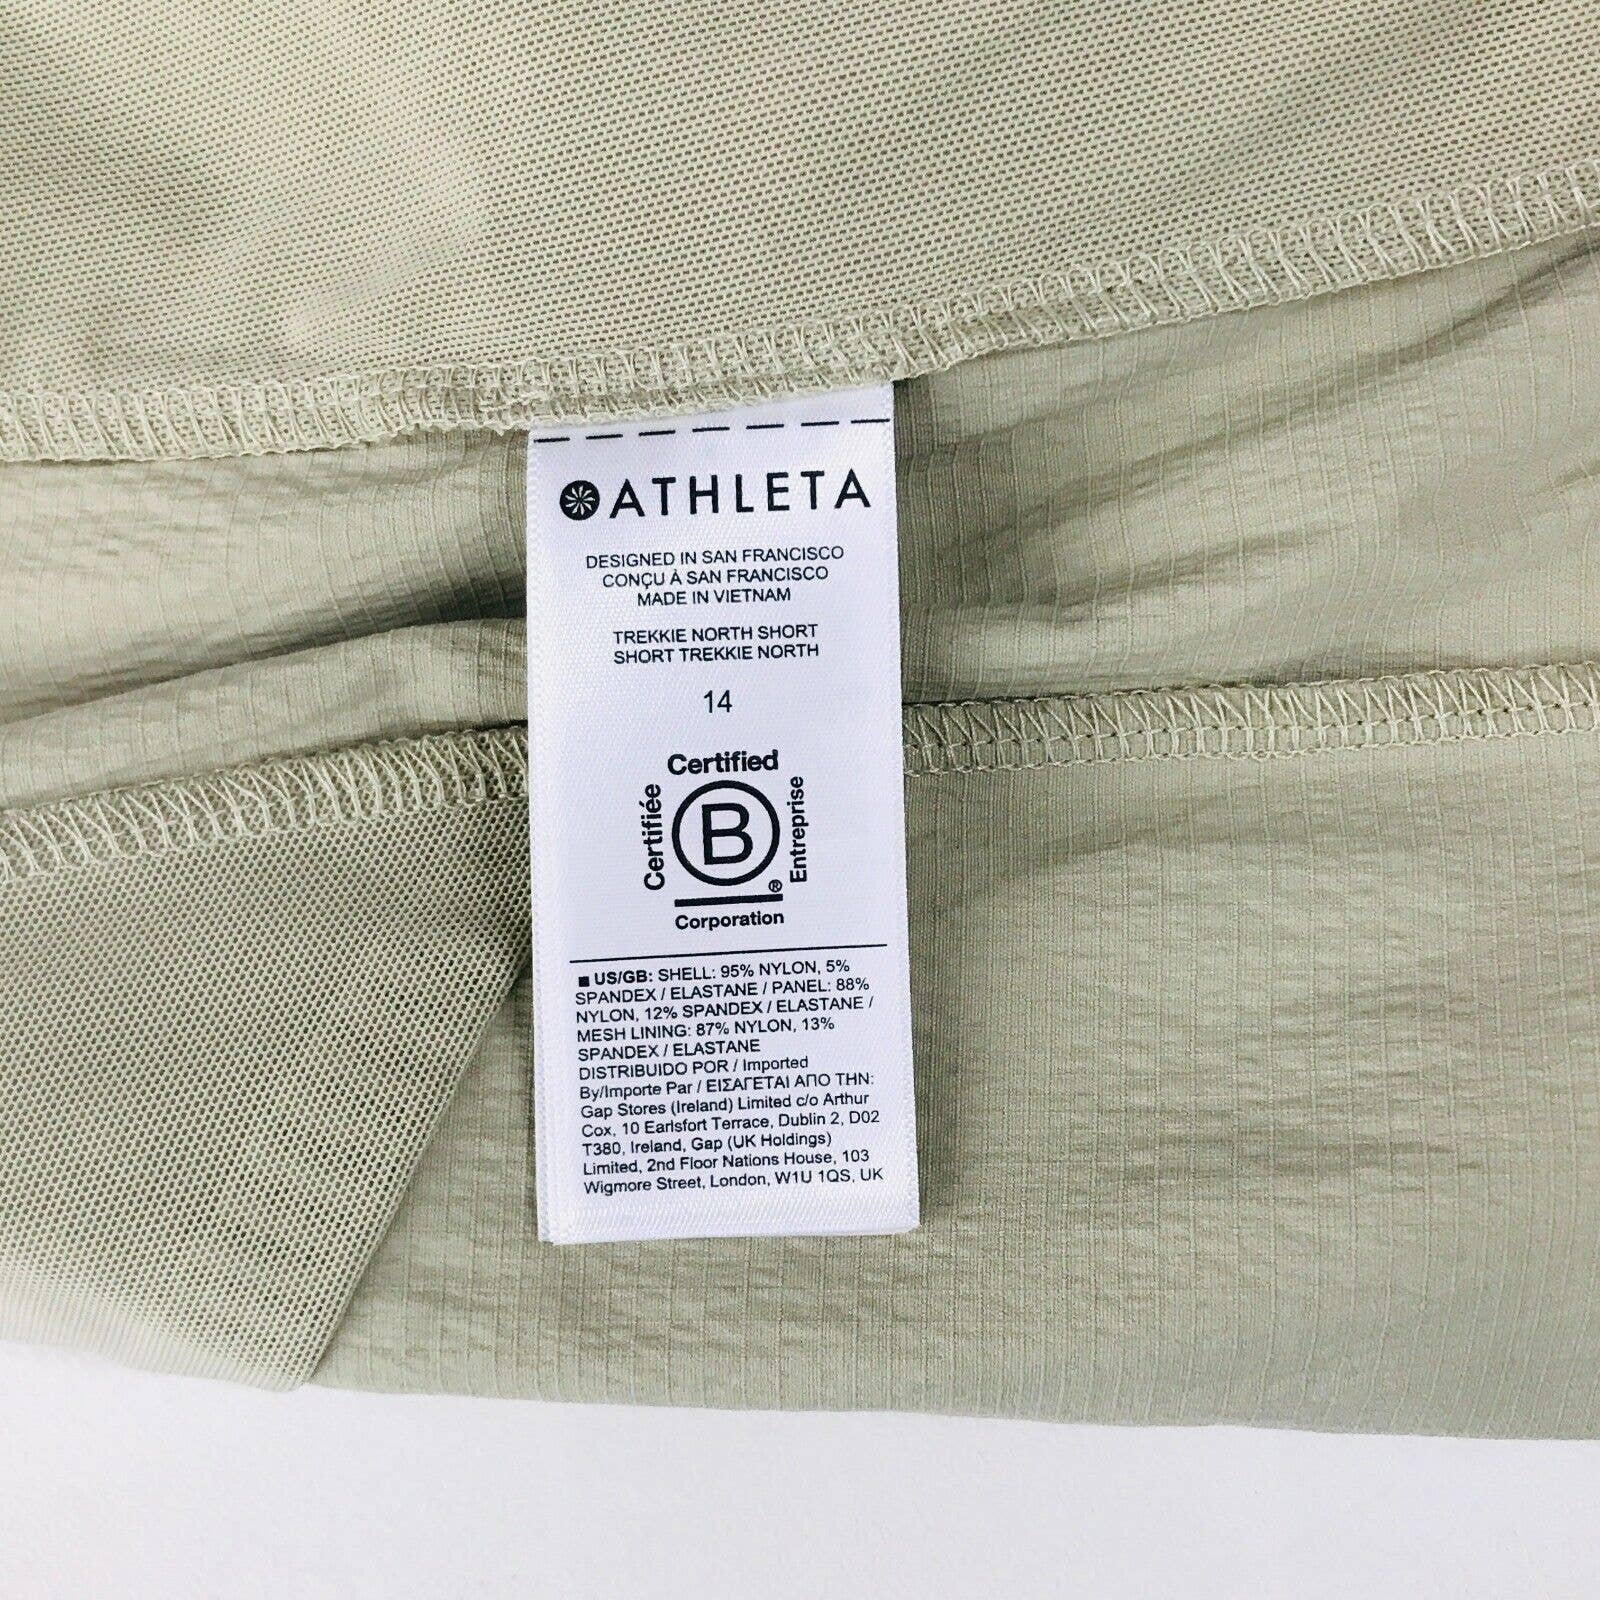 ATHLETA
DESIGNED IN SAN FRANCISCO
CONÇU À SAN FRANCISCO
MADE IN VIETNAM
TREKKIE NORTH SHORT
SHORT TREKKIE NORTH
14
Certified
Certifiée
B
Entreprise
®
Corporation
■ US/GB: SHELL: 95% NYLON, 5%
SPANDEX / ELASTANE / PANEL: 88%
NYLON, 12% SPANDEX / ELASTANE /
MESH LINING: 87% NYLON, 13%
SPANDEX / ELASTANE
DISTRIBUIDO POR / Imported
By/Importe Par / ΕΙΣΑΓΕΤΑΙ ΑΠΟ ΤΗΝ:
Gap Stores (Ireland) Limited c/o Arthur
Cox, 10 Earlsfort Terrace, Dublin 2, D02
T380, Ireland, Gap (UK Holdings)
Limited, 2nd Floor Nations House, 103
Wigmore Street, London, W1U 1QS, UK